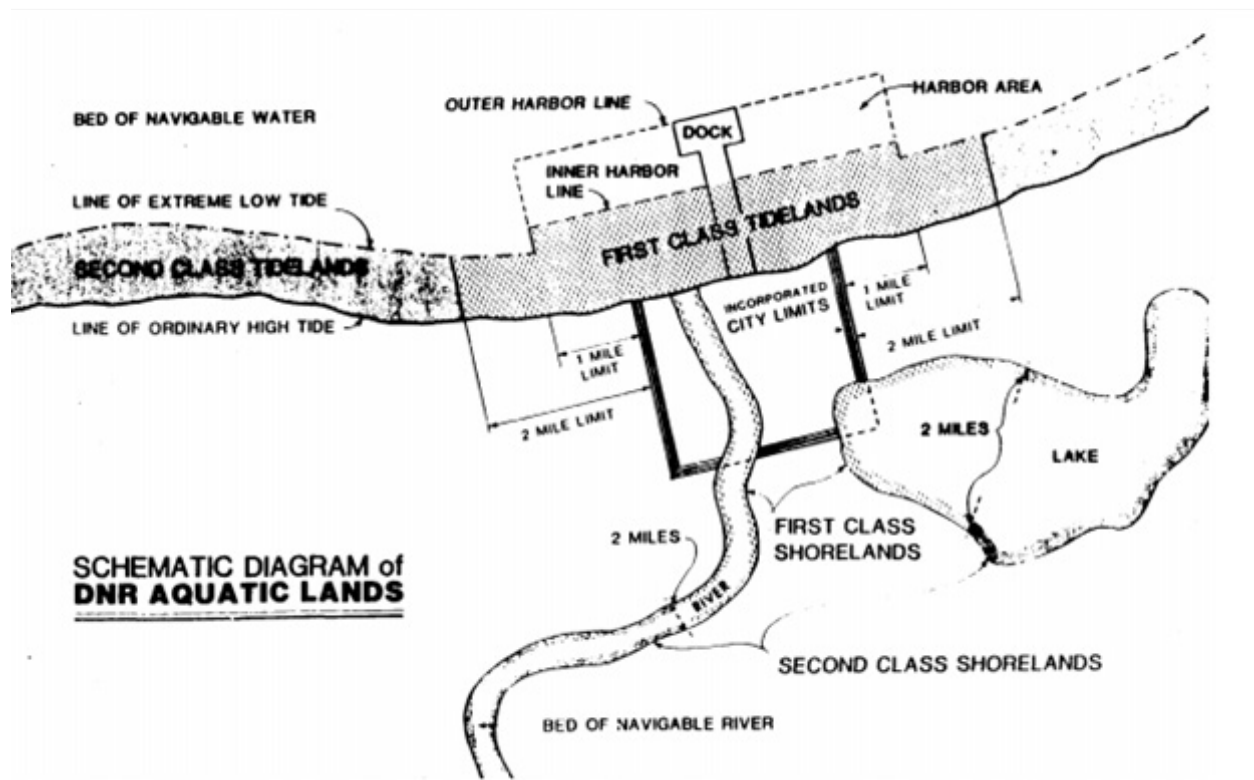 BED OF NAVIGABLE WATER
OUTER HARBOR LINE
HARBOR AREA
DOCK
INNER HARBOR
LINE
LINE OF EXTREME LOW TIDE
FIRST CLASS TIDELANDS
SECOND CLASS TIDELANDS
LINE OF ORDINARY HIGH TIDE
INCORPORATED
CITY LIMITS
1 MILE
LIMIT
2 MILE LIMIT
1 MILE
LIMIT
2 MILE LIMIT
2 MILES
LAKE
FIRST CLASS
SHORELANDS
2 MILES
RIVER
SCHEMATIC DIAGRAM of
DNR AQUATIC LANDS
SECOND CLASS SHORELANDS
BED OF NAVIGABLE RIVER